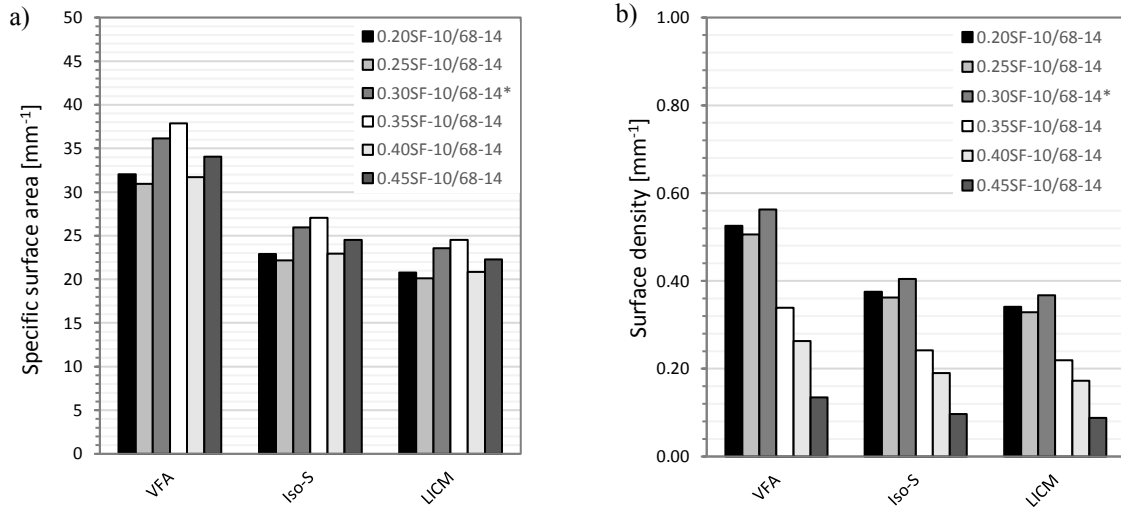 a)
Specific surface area [mm⁻¹]
50
45
40
35
30
25
20
15
10
5
0
0.20SF-10/68-14
0.25SF-10/68-14
0.30SF-10/68-14*
0.35SF-10/68-14
0.40SF-10/68-14
0.45SF-10/68-14
VFA
Iso-S
LICM
b)
Surface density [mm⁻¹]
1.00
0.80
0.60
0.40
0.20
0.00
0.20SF-10/68-14
0.25SF-10/68-14
0.30SF-10/68-14*
0.35SF-10/68-14
0.40SF-10/68-14
0.45SF-10/68-14
VFA
Iso-S
LICM